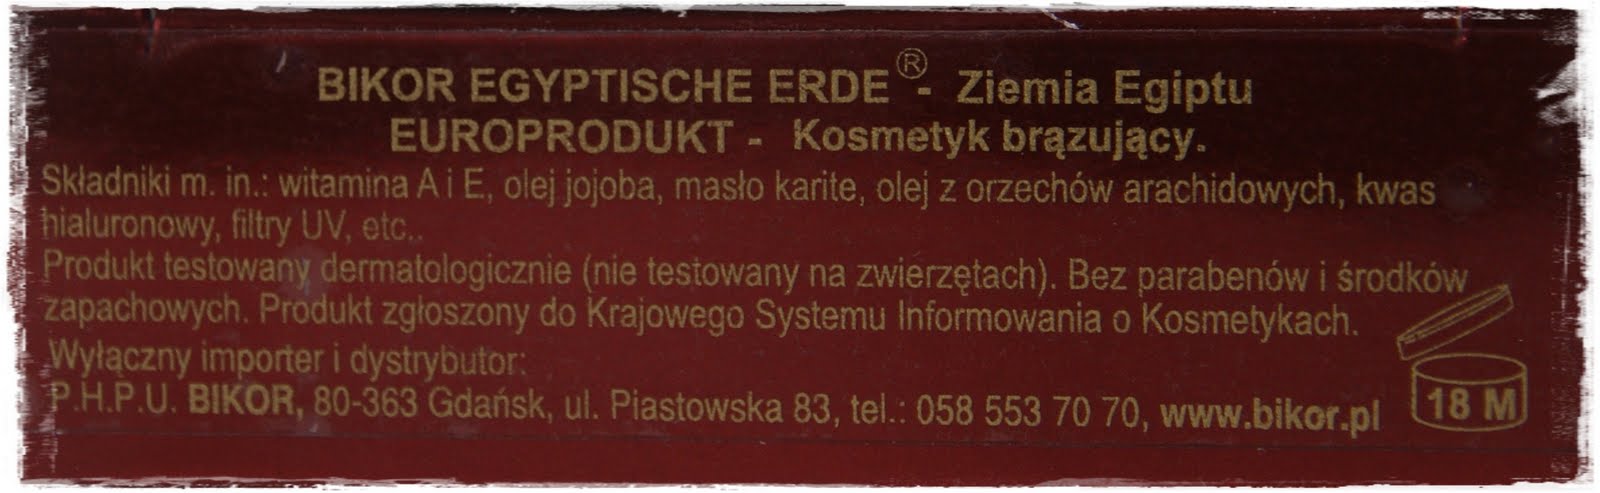 BIKOR EGYPTISCHE ERDE® - Ziemia Egiptu
EUROPRODUKT - Kosmetyk brązujący.
Składniki m. in.: witamina A i E, olej jojoba, masło karite, olej z orzechów arachidowych, kwas
hialuronowy, filtry UV, etc..
Produkt testowany dermatologicznie (nie testowany na zwierzętach). Bez parabenów i środków
zapachowych. Produkt zgłoszony do Krajowego Systemu Informowania o Kosmetykach.
Wyłączny importer i dystrybutor:
P.H.P.U. BIKOR, 80-363 Gdańsk, ul. Piastowska 83, tel.: 058 553 70 70, www.bikor.pl
18 M